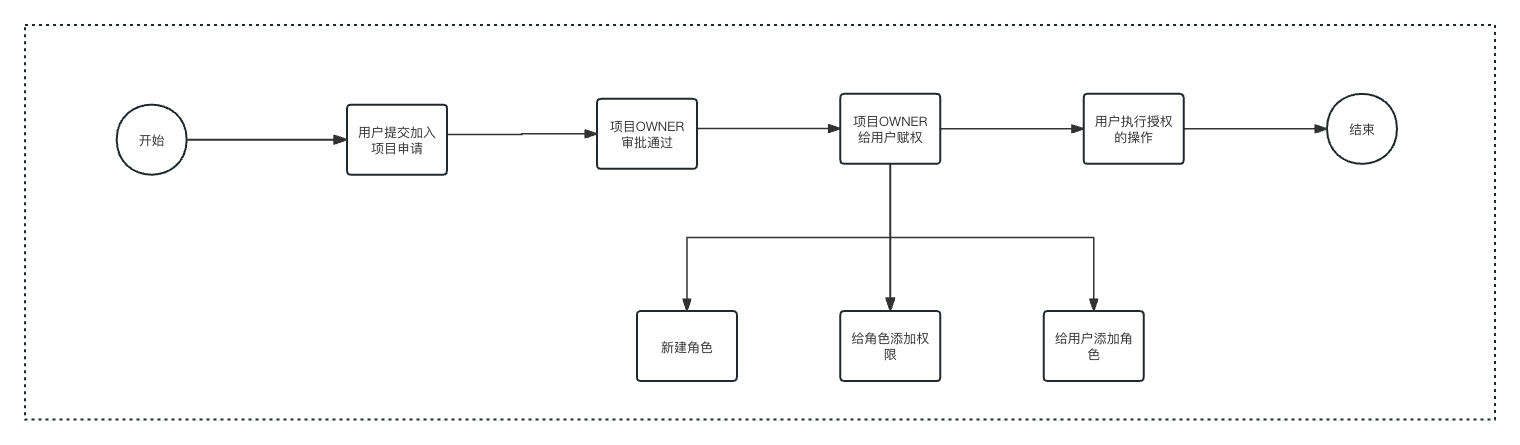 开始
用户提交加入
项目申请
项目OWNER
审批通过
项目OWNER
给用户赋权
用户执行授权
的操作
结束
新建角色
给角色添加权
限
给用户添加角
色